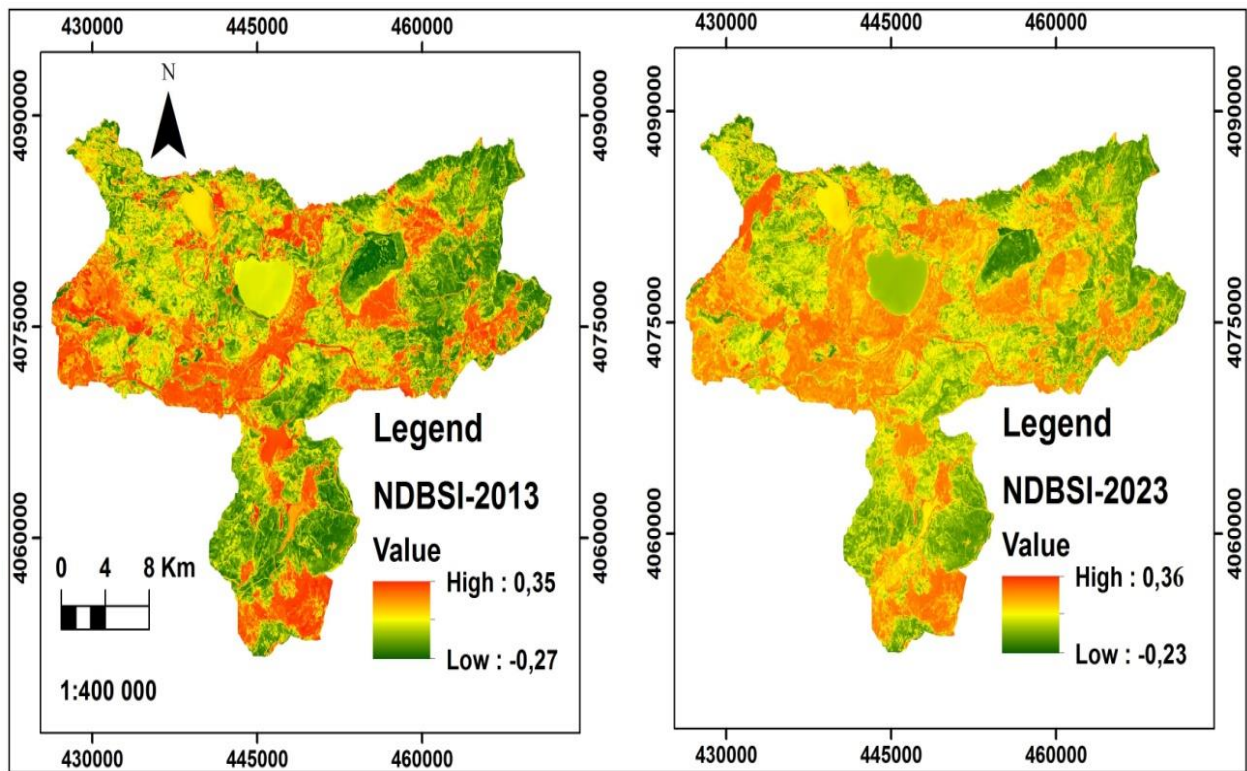 430000 445000 460000
N
4090000 4090000
4075000 4075000
4060000 4060000
Legend
NDBSI-2013
Value
High : 0,35
Low : -0,27
0 4 8 Km
1:400 000
430000 445000 460000
430000 445000 460000
4090000 4090000
4075000 4075000
4060000 4060000
Legend
NDBSI-2023
Value
High : 0,36
Low : -0,23
430000 445000 460000